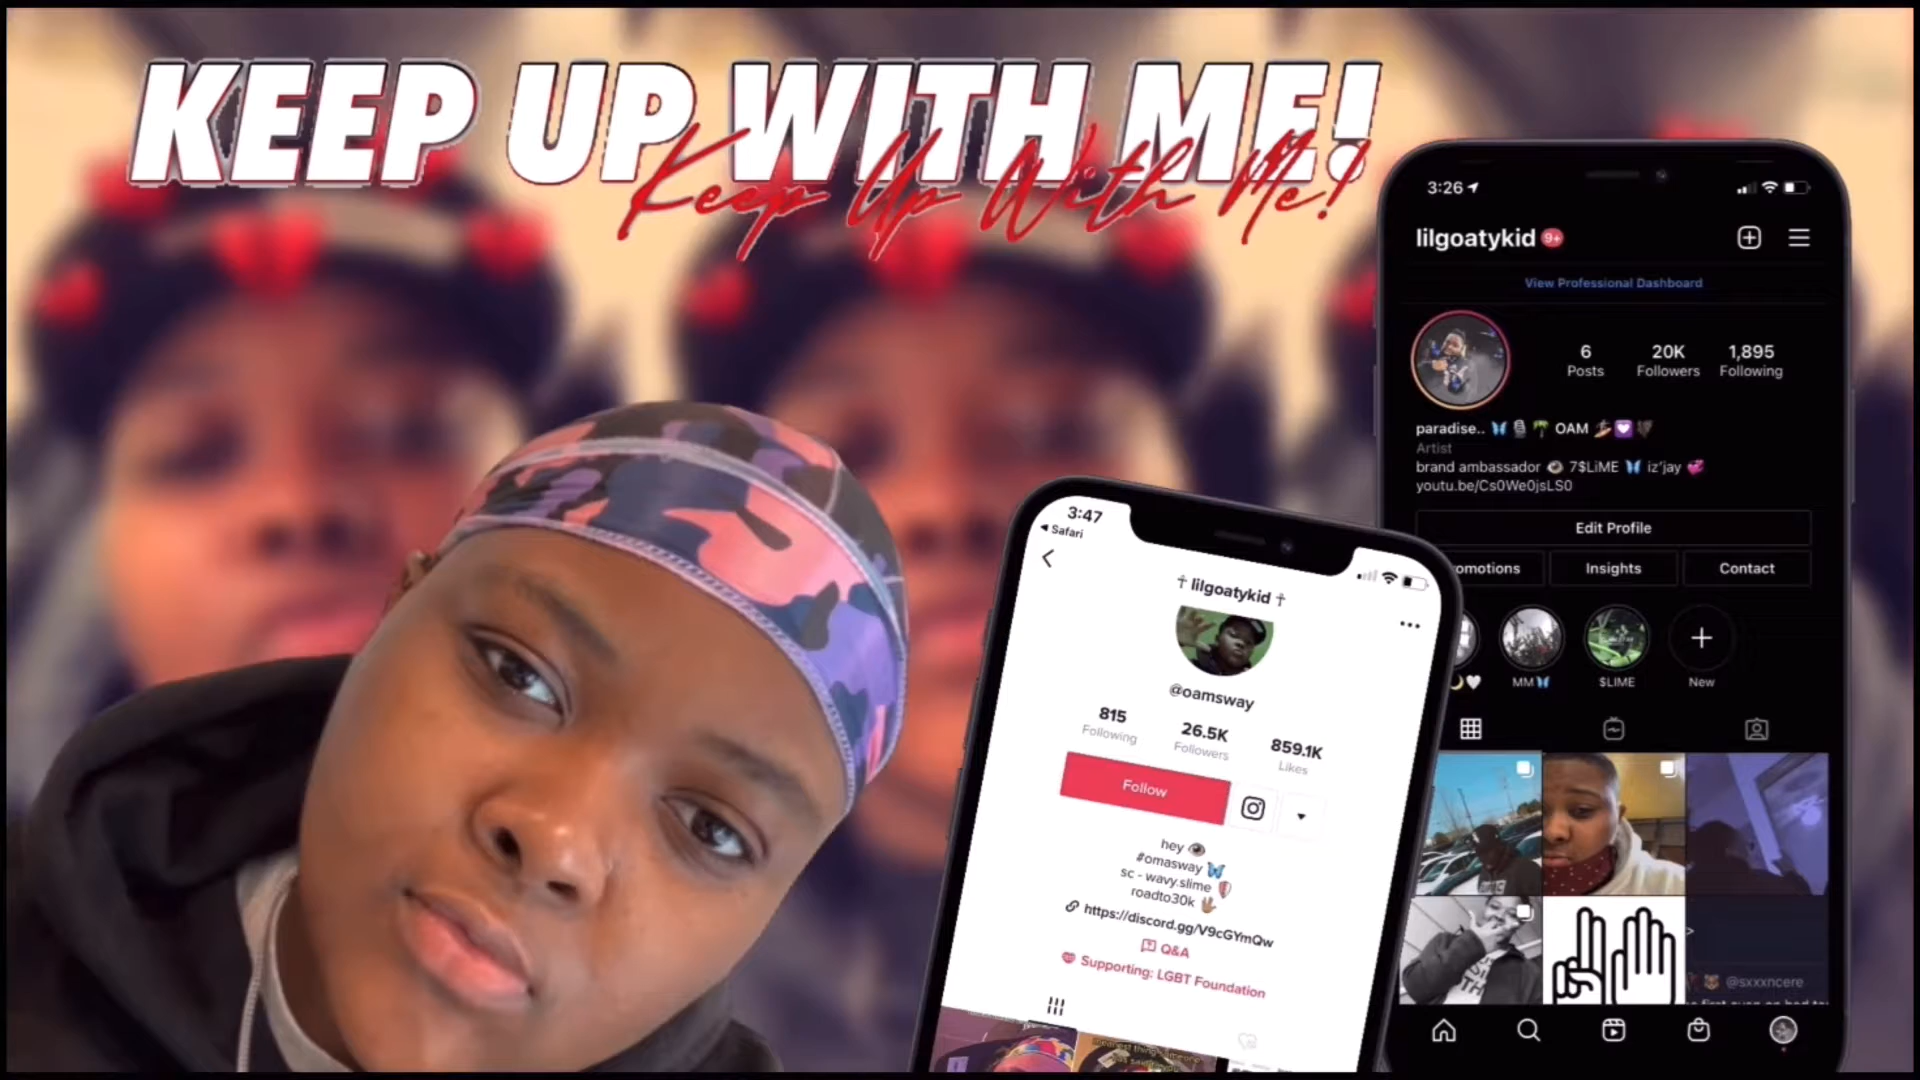 KEEP UP WITH ME!
Keep Up With Me!
3:26
lilgoatykid 9+
View Professional Dashboard
6 20K 1,895
Posts Followers Following
paradise.. 🦋 🎙 🌴 OAM 🏄🏾 💟
Artist
brand ambassador 👁 7$LiME 🦋 iz'jay 💞
youtu.be/Cs0We0jsLS0
Edit Profile
omotions Insights Contact
🌙🤍 MM🦋 $LIME New
@sxxxncere
3:47
Safari
✝ lilgoatykid ✝
@oamsway
815 26.5K 859.1K
Following Followers Likes
Follow
hey 👁
#omasway 🦋
sc - wavy.slime
roadto30k 🖖🏽
https://discord.gg/V9cGYmQw
Q&A
Supporting: LGBT Foundation